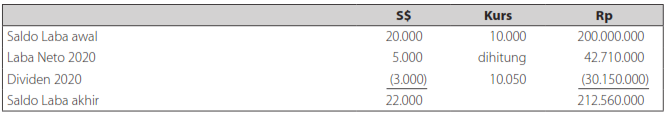 S$ Kurs Rp
Saldo Laba awal 20.000 10.000 200.000.000
Laba Neto 2020 5.000 dihitung 42.710.000
Dividen 2020 (3.000) 10.050 (30.150.000)
Saldo Laba akhir 22.000 212.560.000